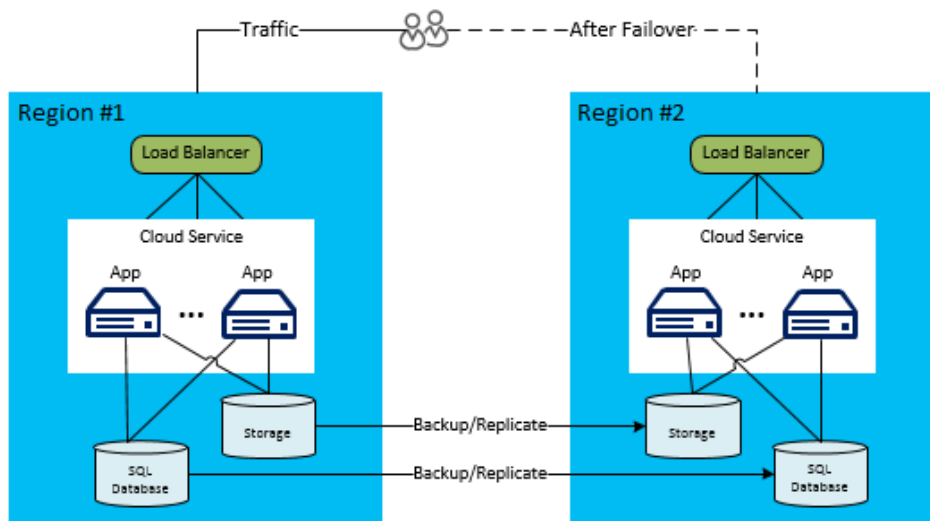 Traffic
After Failover
Region #1
Load Balancer
Cloud Service
App
App
...
Storage
SQL
Database
Region #2
Load Balancer
Cloud Service
App
App
...
Storage
SQL
Database
Backup/Replicate
Backup/Replicate